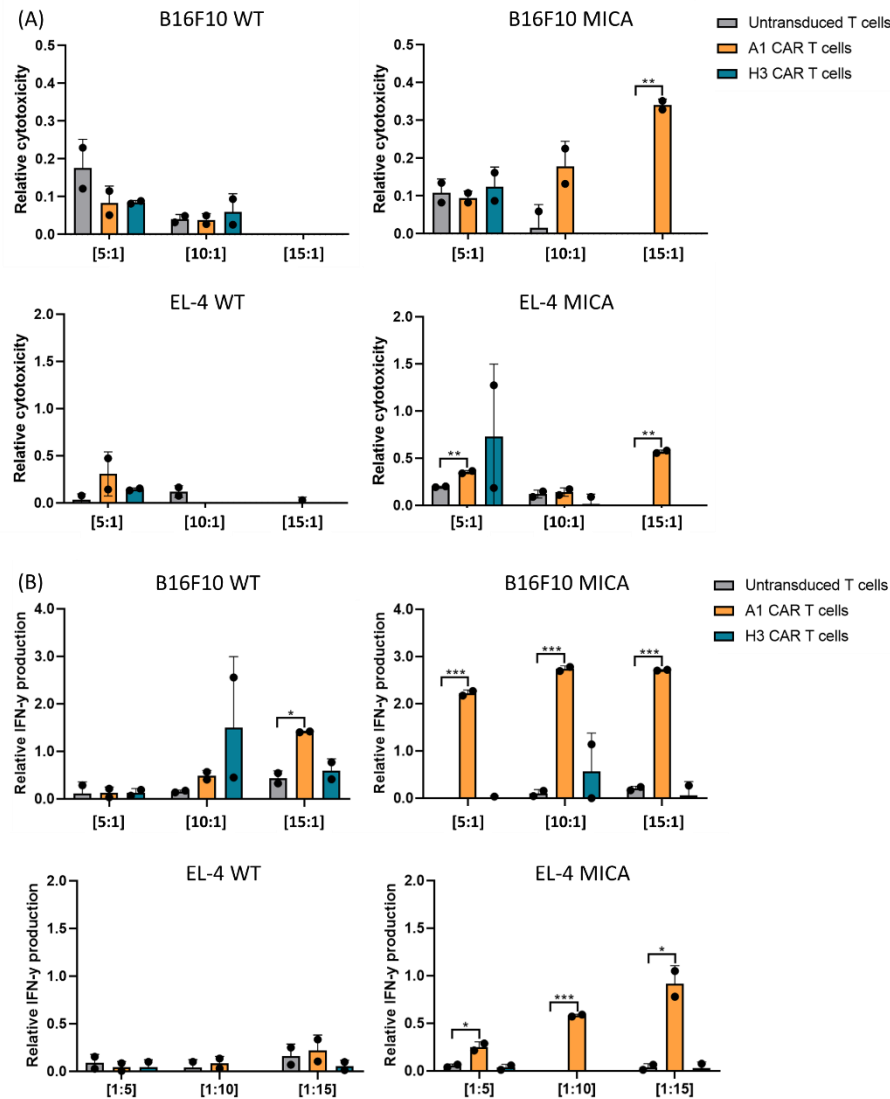 (A)
B16F10 WT
B16F10 MICA
Untransduced T cells
A1 CAR T cells
H3 CAR T cells
Relative cytotoxicity
0.5
0.4
0.3
0.2
0.1
0.0
[5:1] [10:1] [15:1]
Relative cytotoxicity
0.5
0.4
0.3
0.2
0.1
0.0
**
[5:1] [10:1] [15:1]
EL-4 WT
EL-4 MICA
Relative cytotoxicity
2.0
1.5
1.0
0.5
0.0
[5:1] [10:1] [15:1]
Relative cytotoxicity
2.0
1.5
1.0
0.5
0.0
** **
[5:1] [10:1] [15:1]
(B)
B16F10 WT
B16F10 MICA
Untransduced T cells
A1 CAR T cells
H3 CAR T cells
Relative IFN-y production
4.0
3.0
2.0
1.0
0.0
*
[5:1] [10:1] [15:1]
Relative IFN-y production
4.0
3.0
2.0
1.0
0.0
*** *** ***
[5:1] [10:1] [15:1]
EL-4 WT
EL-4 MICA
Relative IFN-y production
2.0
1.5
1.0
0.5
0.0
[1:5] [1:10] [1:15]
Relative IFN-y production
2.0
1.5
1.0
0.5
0.0
* *** *
[1:5] [1:10] [1:15]